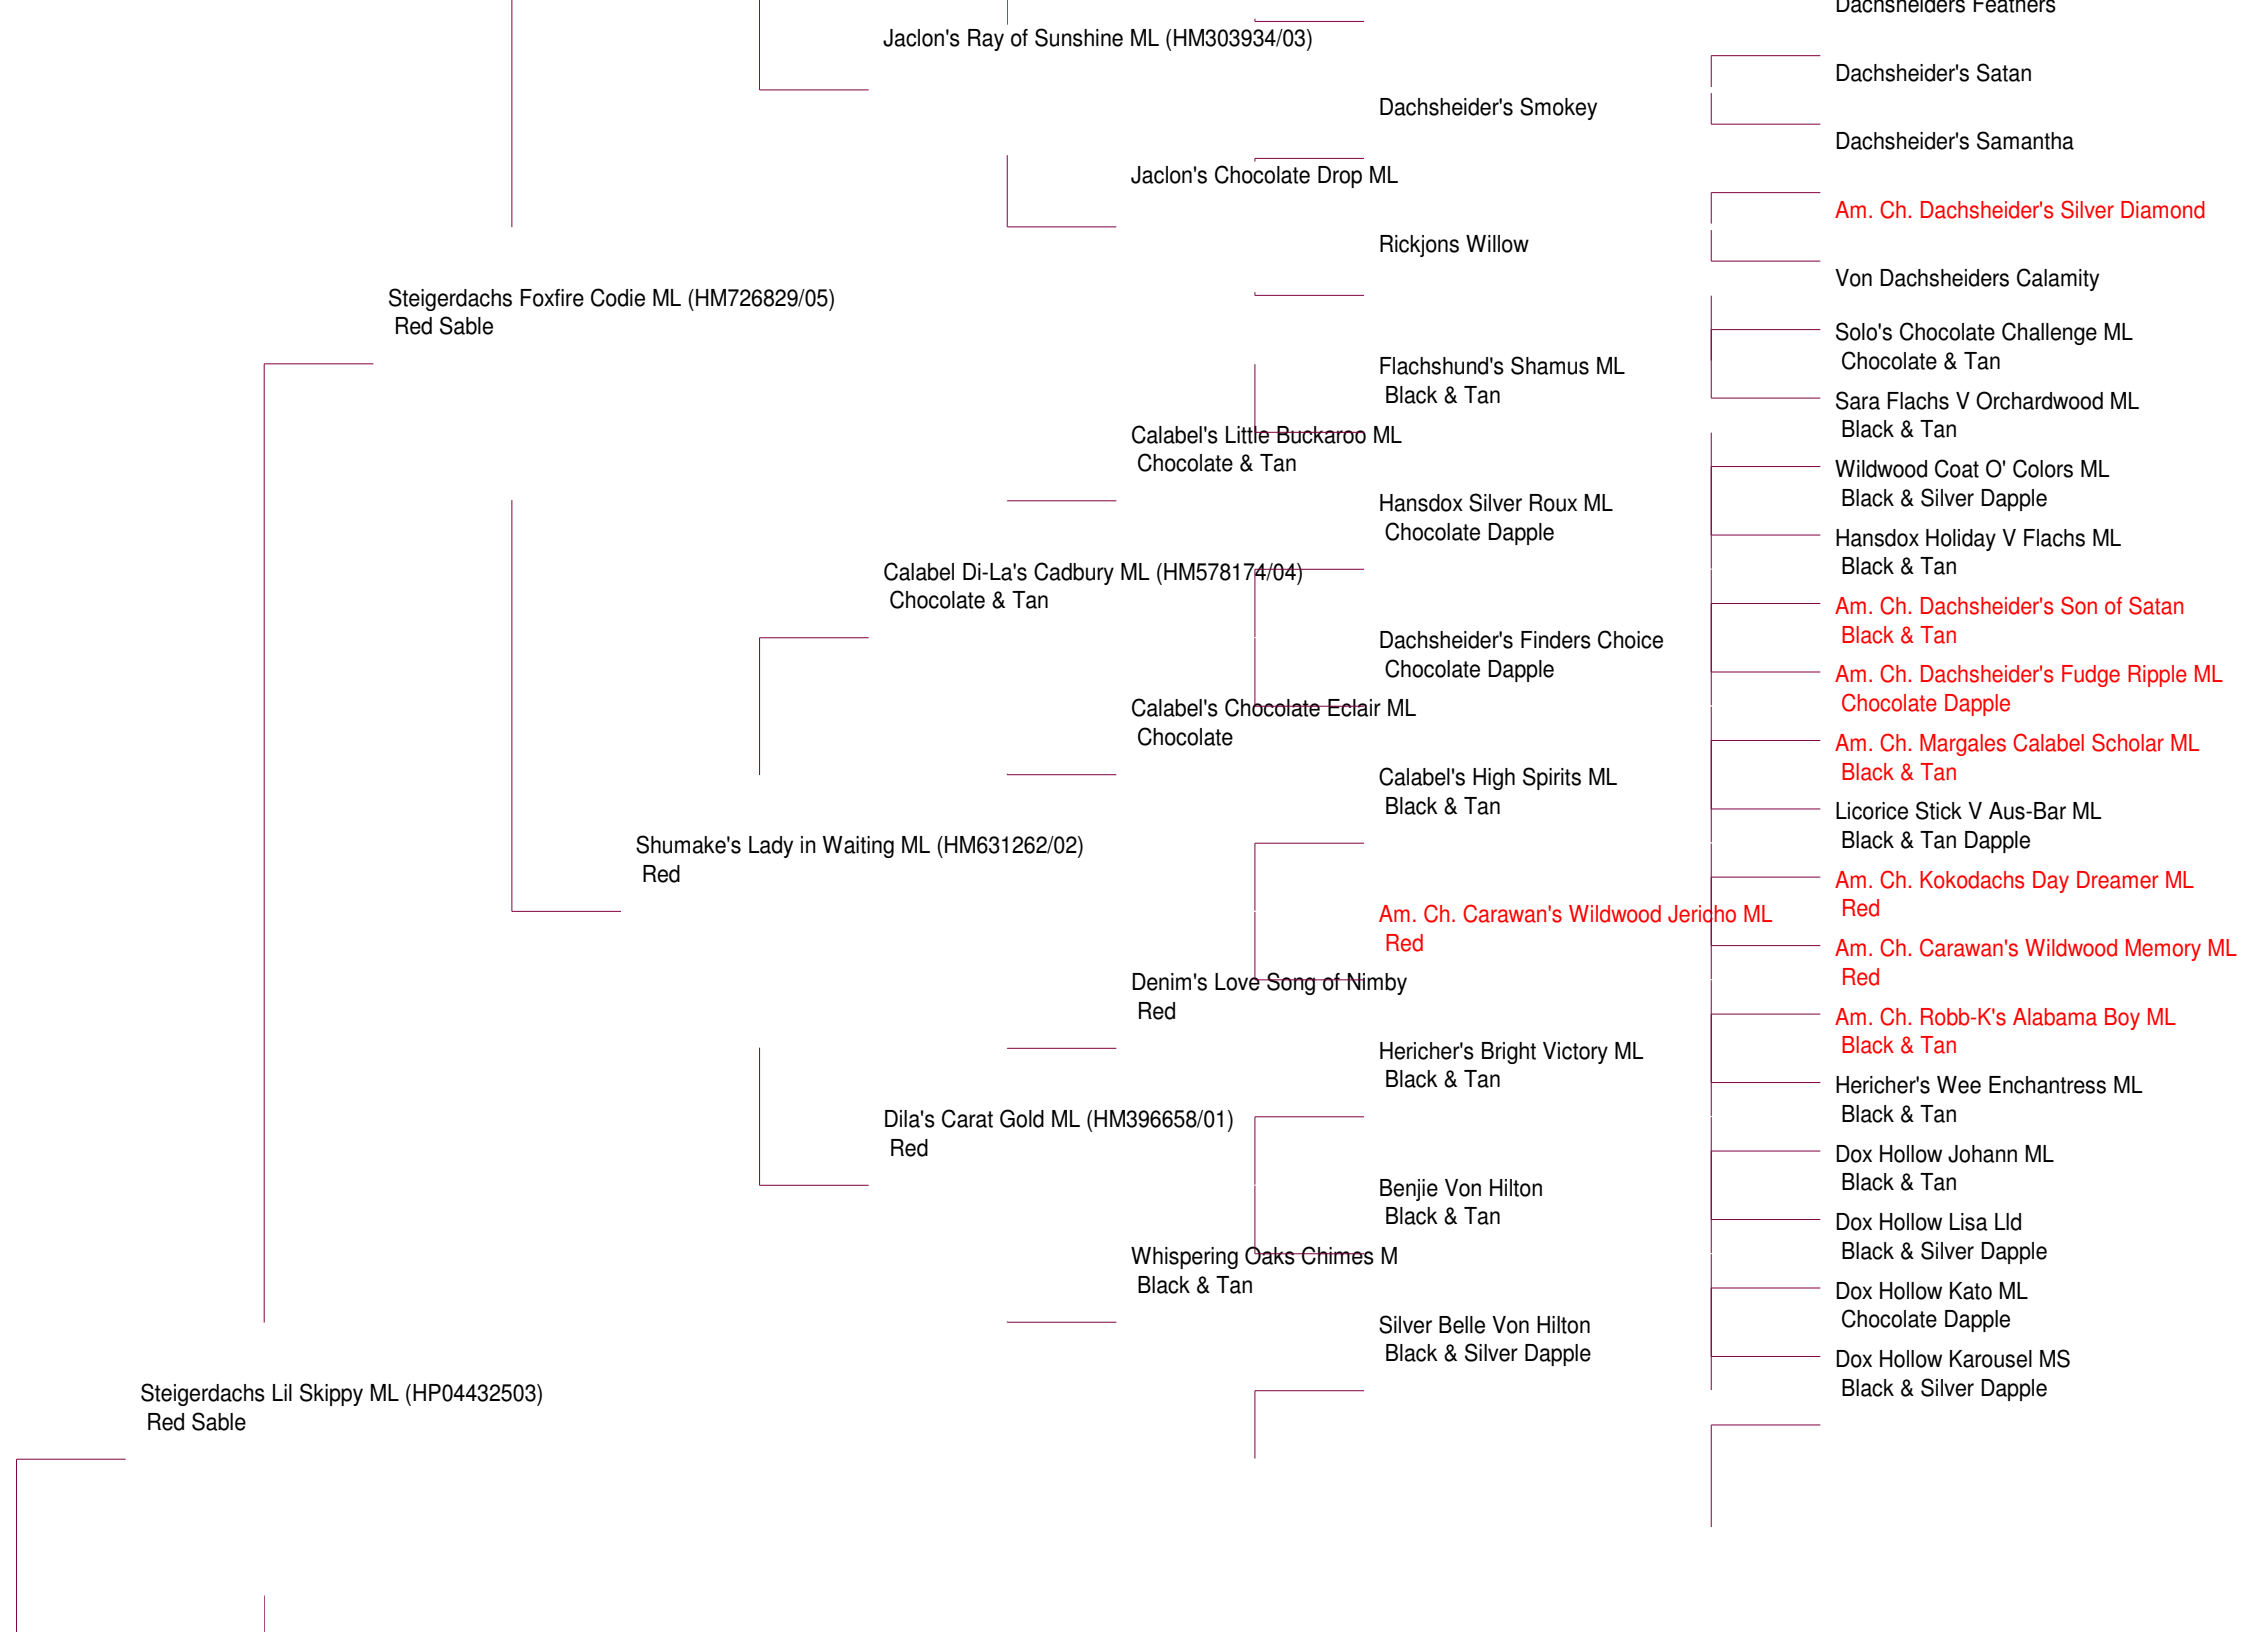 Dachsheiders Feathers
Jaclon's Ray of Sunshine ML (HM303934/03)
Dachsheider's Satan
Dachsheider's Smokey
Dachsheider's Samantha
Jaclon's Chocolate Drop ML
Am. Ch. Dachsheider's Silver Diamond
Rickjons Willow
Von Dachsheiders Calamity
Steigerdachs Foxfire Codie ML (HM726829/05)
Red Sable
Solo's Chocolate Challenge ML
Chocolate & Tan
Flachshund's Shamus ML
Black & Tan
Sara Flachs V Orchardwood ML
Black & Tan
Calabel's Little Buckaroo ML
Chocolate & Tan
Wildwood Coat O' Colors ML
Black & Silver Dapple
Hansdox Silver Roux ML
Chocolate Dapple
Hansdox Holiday V Flachs ML
Black & Tan
Calabel Di-La's Cadbury ML (HM578174/04)
Chocolate & Tan
Am. Ch. Dachsheider's Son of Satan
Black & Tan
Dachsheider's Finders Choice
Chocolate Dapple
Am. Ch. Dachsheider's Fudge Ripple ML
Chocolate Dapple
Calabel's Chocolate Eclair ML
Chocolate
Am. Ch. Margales Calabel Scholar ML
Black & Tan
Calabel's High Spirits ML
Black & Tan
Licorice Stick V Aus-Bar ML
Black & Tan Dapple
Shumake's Lady in Waiting ML (HM631262/02)
Red
Am. Ch. Kokodachs Day Dreamer ML
Red
Am. Ch. Carawan's Wildwood Jericho ML
Red
Am. Ch. Carawan's Wildwood Memory ML
Red
Denim's Love Song of Nimby
Red
Am. Ch. Robb-K's Alabama Boy ML
Black & Tan
Hericher's Bright Victory ML
Black & Tan
Hericher's Wee Enchantress ML
Black & Tan
Dila's Carat Gold ML (HM396658/01)
Red
Dox Hollow Johann ML
Black & Tan
Benjie Von Hilton
Black & Tan
Dox Hollow Lisa Lld
Black & Silver Dapple
Whispering Oaks Chimes M
Black & Tan
Dox Hollow Kato ML
Chocolate Dapple
Silver Belle Von Hilton
Black & Silver Dapple
Dox Hollow Karousel MS
Black & Silver Dapple
Steigerdachs Lil Skippy ML (HP04432503)
Red Sable